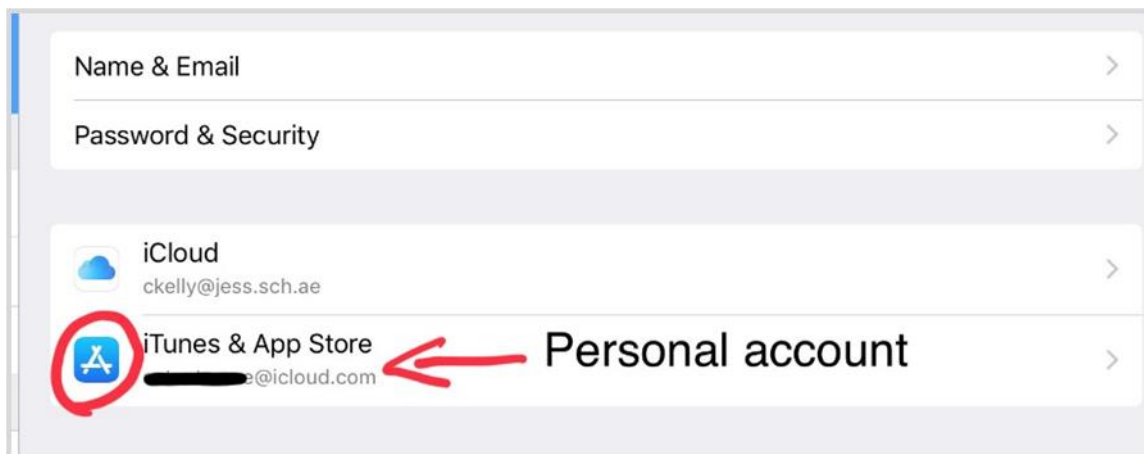 Name & Email
Password & Security
iCloud
ckelly@jess.sch.ae
iTunes & App Store
Personal account
@icloud.com